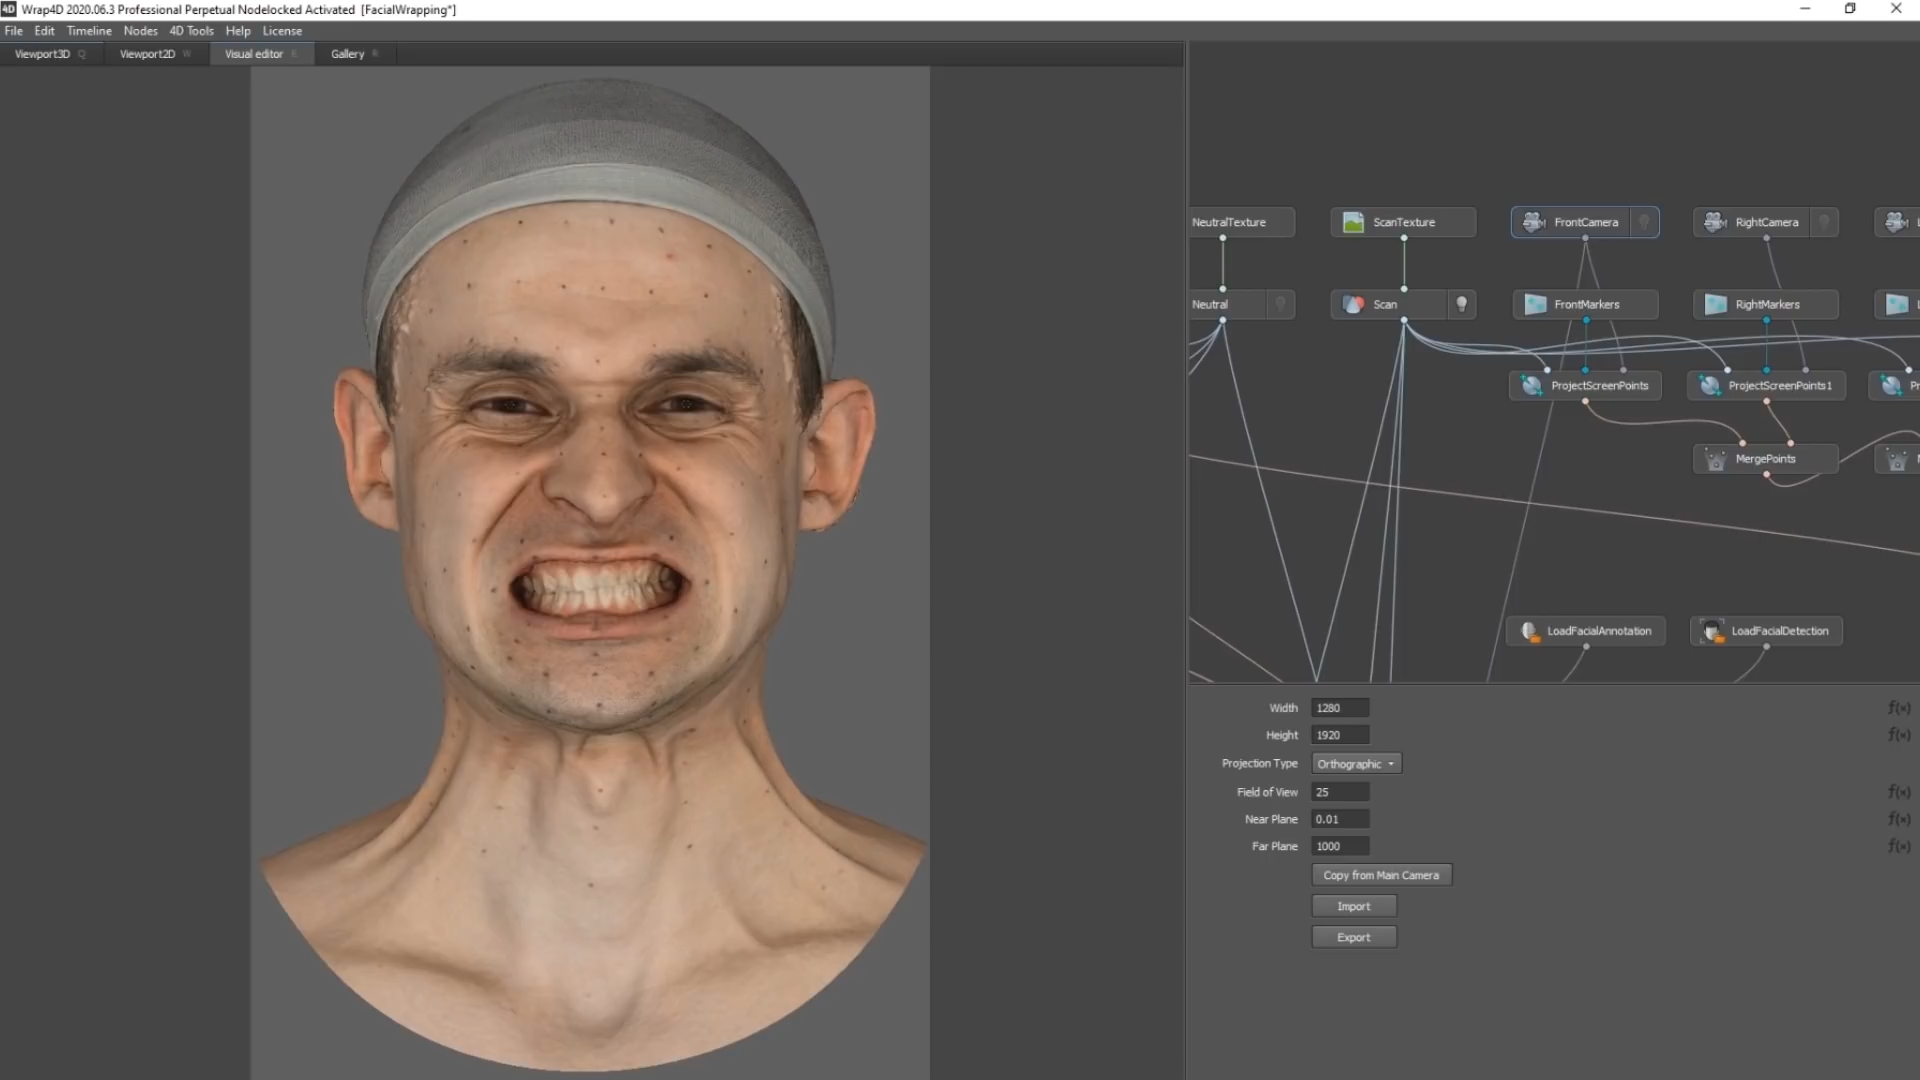 4D Wrap4D 2020.06.3 Professional Perpetual Nodelocked Activated [FacialWrapping*]
File Edit Timeline Nodes 4D Tools Help License
Viewport3D Q Viewport2D W Visual editor E Gallery R
NeutralTexture ScanTexture FrontCamera RightCamera
Neutral Scan FrontMarkers RightMarkers
ProjectScreenPoints ProjectScreenPoints1 Pr
MergePoints
LoadFacialAnnotation LoadFacialDetection
Width 1280 f(x)
Height 1920 f(x)
Projection Type Orthographic
Field of View 25 f(x)
Near Plane 0.01 f(x)
Far Plane 1000 f(x)
Copy from Main Camera
Import
Export